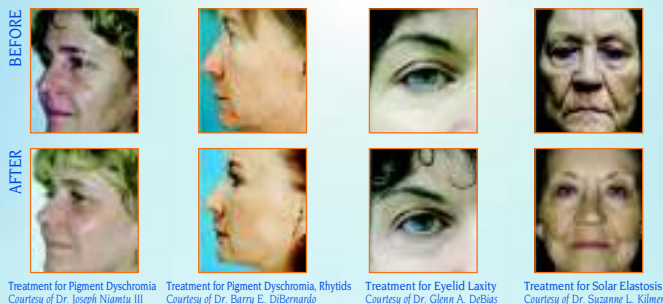 BEFORE
AFTER
Treatment for Pigment Dyschromia
Courtesy of Dr. Joseph Niamtu III
Treatment for Pigment Dyschromia, Rhytids
Courtesy of Dr. Barry E. DiBernardo
Treatment for Eyelid Laxity
Courtesy of Dr. Glenn A. DeBias
Treatment for Solar Elastosis
Courtesy of Dr. Suzanne L. Kilmer